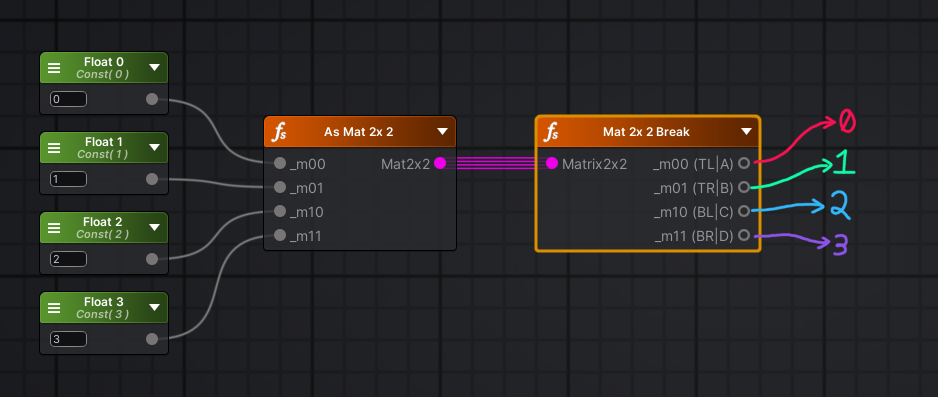 Float 0
Const( 0 )
0
Float 1
Const( 1 )
1
Float 2
Const( 2 )
2
Float 3
Const( 3 )
3
fs As Mat 2x 2
_m00 Mat2x2
_m01
_m10
_m11
fs Mat 2x 2 Break
Matrix2x2 _m00 (TL|A) 0
_m01 (TR|B) 1
_m10 (BL|C) 2
_m11 (BR|D) 3